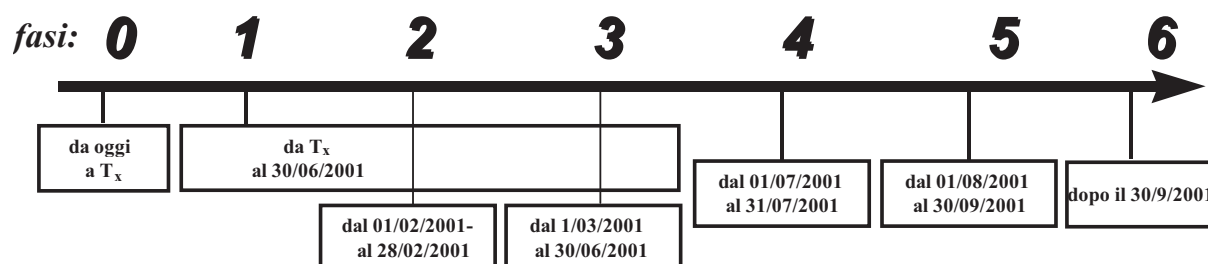 fasi: 0 1 2 3 4 5 6
da oggi
a Tx
da Tx
al 30/06/2001
dal 01/02/2001-
al 28/02/2001
dal 1/03/2001
al 30/06/2001
dal 01/07/2001
al 31/07/2001
dal 01/08/2001
al 30/09/2001
dopo il 30/9/2001